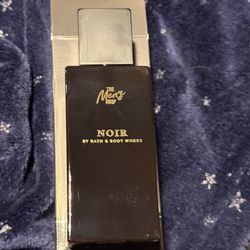 THE
Men's
SHOP
NOIR
BY BATH & BODY WORKS